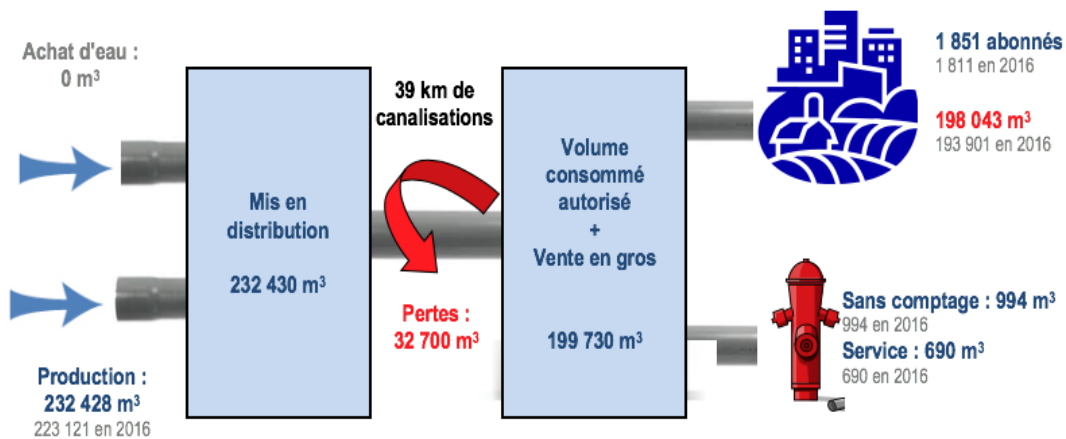 Achat d'eau :
0 m³
Production :
232 428 m³
223 121 en 2016
Mis en
distribution
232 430 m³
39 km de
canalisations
Pertes :
32 700 m³
Volume
consommé
autorisé
+
Vente en gros
199 730 m³
1 851 abonnés
1 811 en 2016
198 043 m³
193 901 en 2016
Sans comptage : 994 m³
994 en 2016
Service : 690 m³
690 en 2016